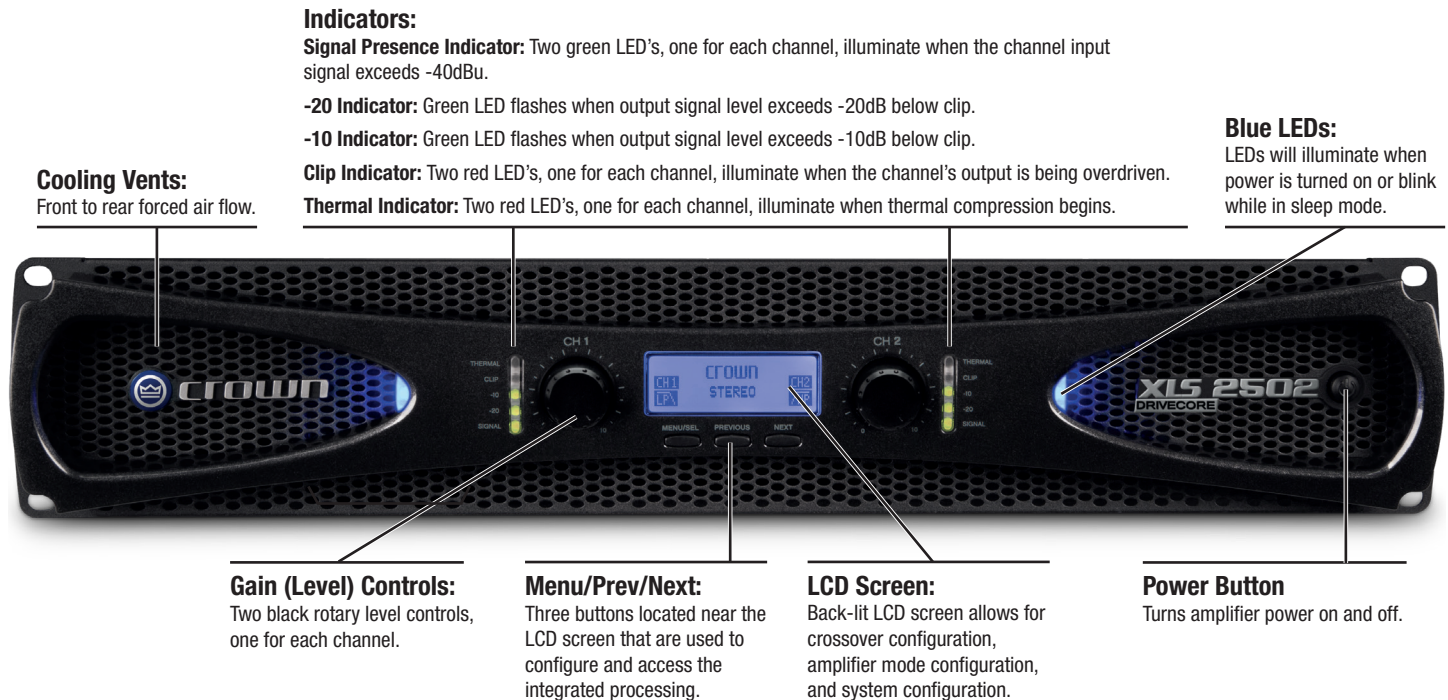 Indicators:
Signal Presence Indicator: Two green LED’s, one for each channel, illuminate when the channel input
signal exceeds -40dBu.
-20 Indicator: Green LED flashes when output signal level exceeds -20dB below clip.
-10 Indicator: Green LED flashes when output signal level exceeds -10dB below clip.
Clip Indicator: Two red LED’s, one for each channel, illuminate when the channel’s output is being overdriven.
Thermal Indicator: Two red LED’s, one for each channel, illuminate when thermal compression begins.
Cooling Vents:
Front to rear forced air flow.
Blue LEDs:
LEDs will illuminate when
power is turned on or blink
while in sleep mode.
crown
THERMAL
CLIP
-10
-20
SIGNAL
CH 1
10
crown
STEREO
CH1
LP
CH2
MENU/SEL
PREVIOUS
NEXT
CH 2
0
10
THERMAL
CLIP
-10
-20
SIGNAL
XLS 2502
DRIVECORE
Gain (Level) Controls:
Two black rotary level controls,
one for each channel.
Menu/Prev/Next:
Three buttons located near the
LCD screen that are used to
configure and access the
integrated processing.
LCD Screen:
Back-lit LCD screen allows for
crossover configuration,
amplifier mode configuration,
and system configuration.
Power Button
Turns amplifier power on and off.